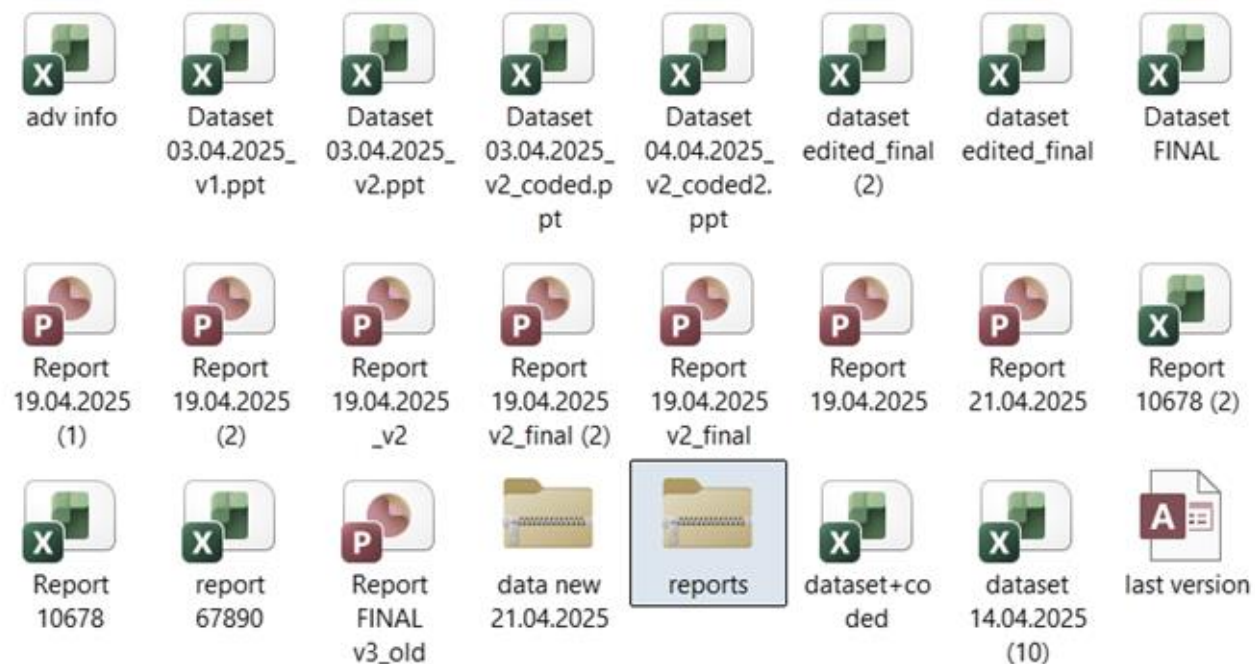 adv info
Dataset
03.04.2025_
v1.ppt
Dataset
03.04.2025_
v2.ppt
Dataset
03.04.2025_
v2_coded.p
pt
Dataset
04.04.2025_
v2_coded2.
ppt
dataset
edited_final
(2)
dataset
edited_final
Dataset
FINAL
Report
19.04.2025
(1)
Report
19.04.2025
(2)
Report
19.04.2025
_v2
Report
19.04.2025
v2_final (2)
Report
19.04.2025
v2_final
Report
19.04.2025
Report
21.04.2025
Report
10678 (2)
Report
10678
report
67890
Report
FINAL
v3_old
data new
21.04.2025
reports
dataset+co
ded
dataset
14.04.2025
(10)
last version